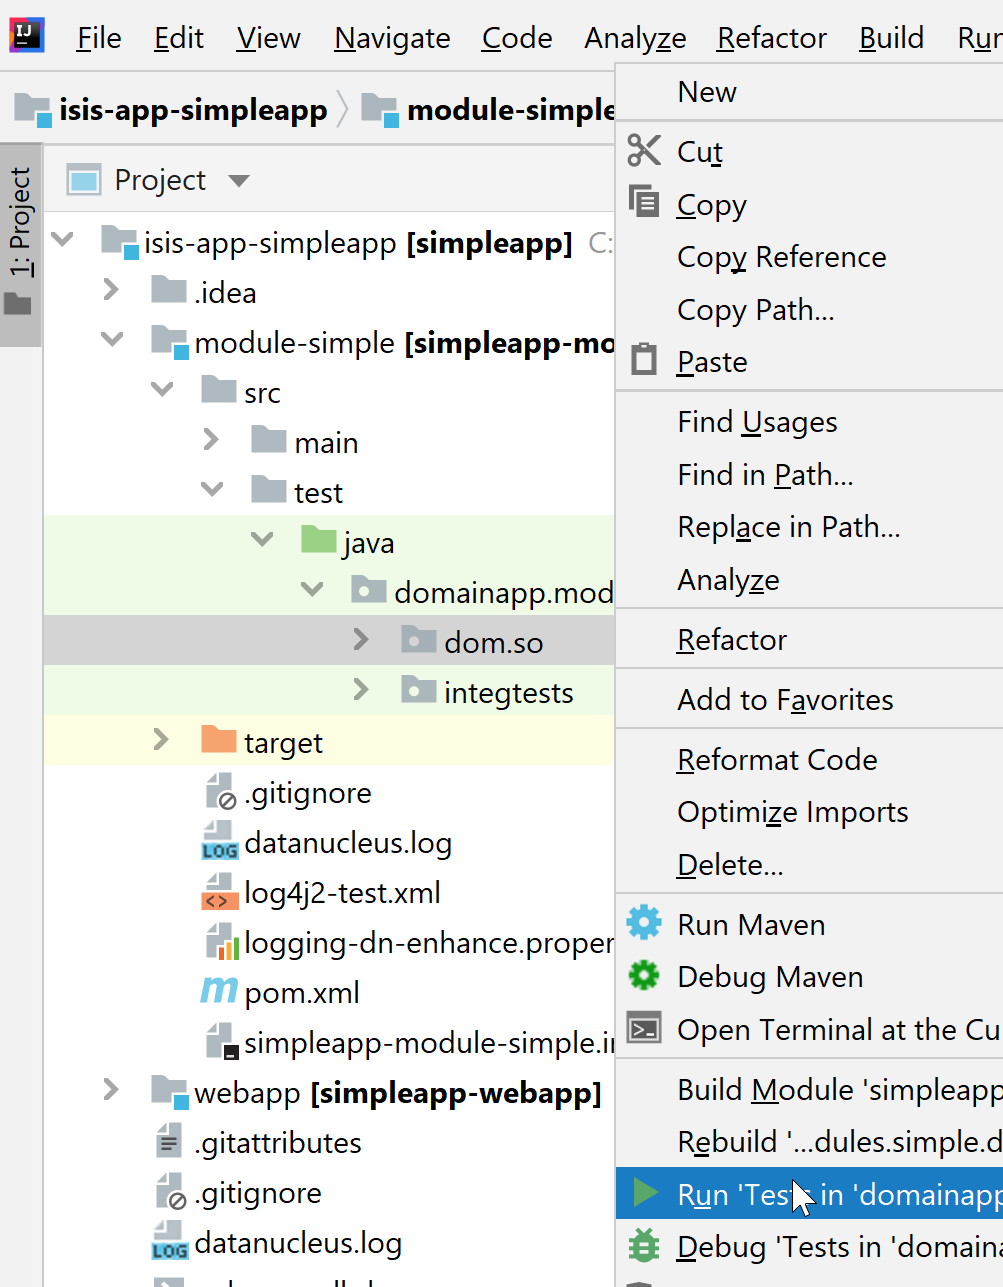 IJ
File Edit View Navigate Code Analyze Refactor Build Run
isis-app-simpleapp module-simple
1: Project
Project
isis-app-simpleapp [simpleapp] C:
.idea
module-simple [simpleapp-mo
src
main
test
java
domainapp.mod
dom.so
integtests
target
.gitignore
LOG datanucleus.log
<> log4j2-test.xml
logging-dn-enhance.proper
m pom.xml
simpleapp-module-simple.i
webapp [simpleapp-webapp]
.gitattributes
.gitignore
LOG datanucleus.log
New
Cut
Copy
Copy Reference
Copy Path...
Paste
Find Usages
Find in Path...
Replace in Path...
Analyze
Refactor
Add to Favorites
Reformat Code
Optimize Imports
Delete...
Run Maven
Debug Maven
Open Terminal at the Cu
Build Module 'simpleapp
Rebuild '...dules.simple.d
Run 'Tests in 'domainapp
Debug 'Tests in 'domaina